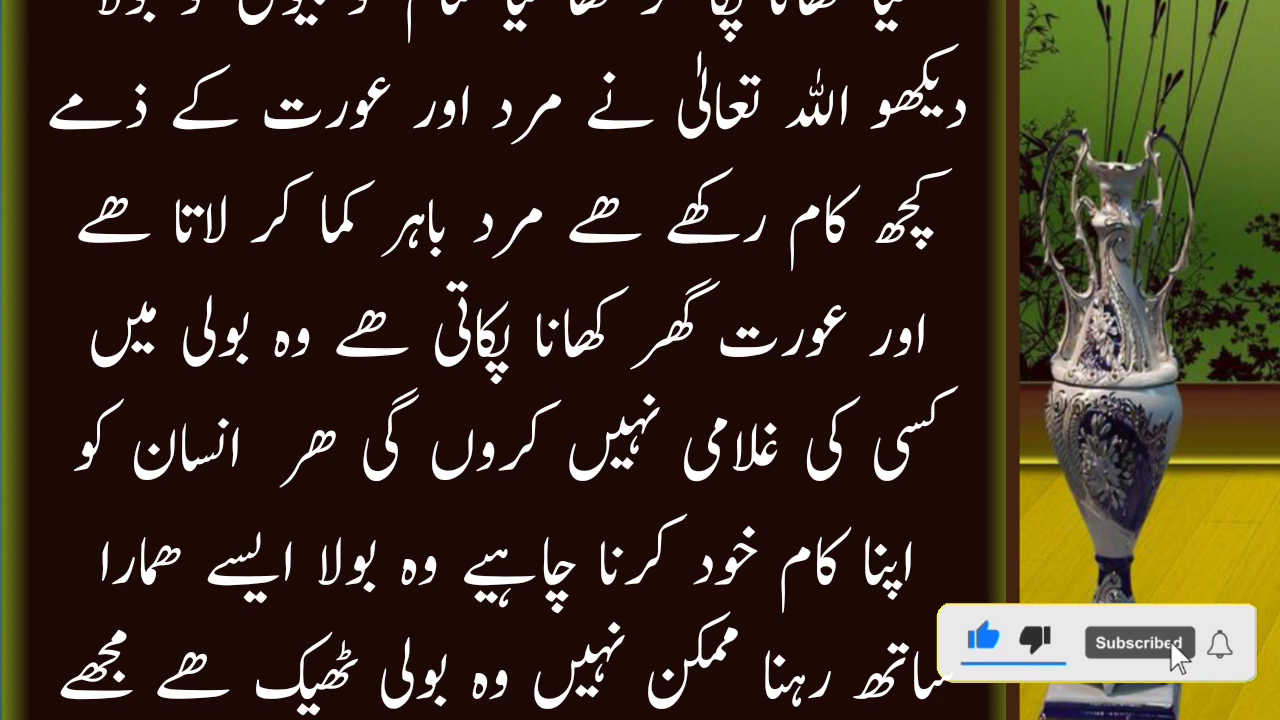 دیکھو اللہ تعالیٰ نے مرد اور عورت کے ذمے
کچھ کام رکھے ھے مرد باہر کما کر لاتا ھے
اور عورت گھر کھانا پکاتی ھے وہ بولی میں
کسی کی غلامی نہیں کروں گی ھر انسان کو
اپنا کام خود کرنا چاہیے وہ بولا ایسے ھمارا
ساتھ رہنا ممکن نہیں وہ بولی ٹھیک ھے مجھے
Subscribed